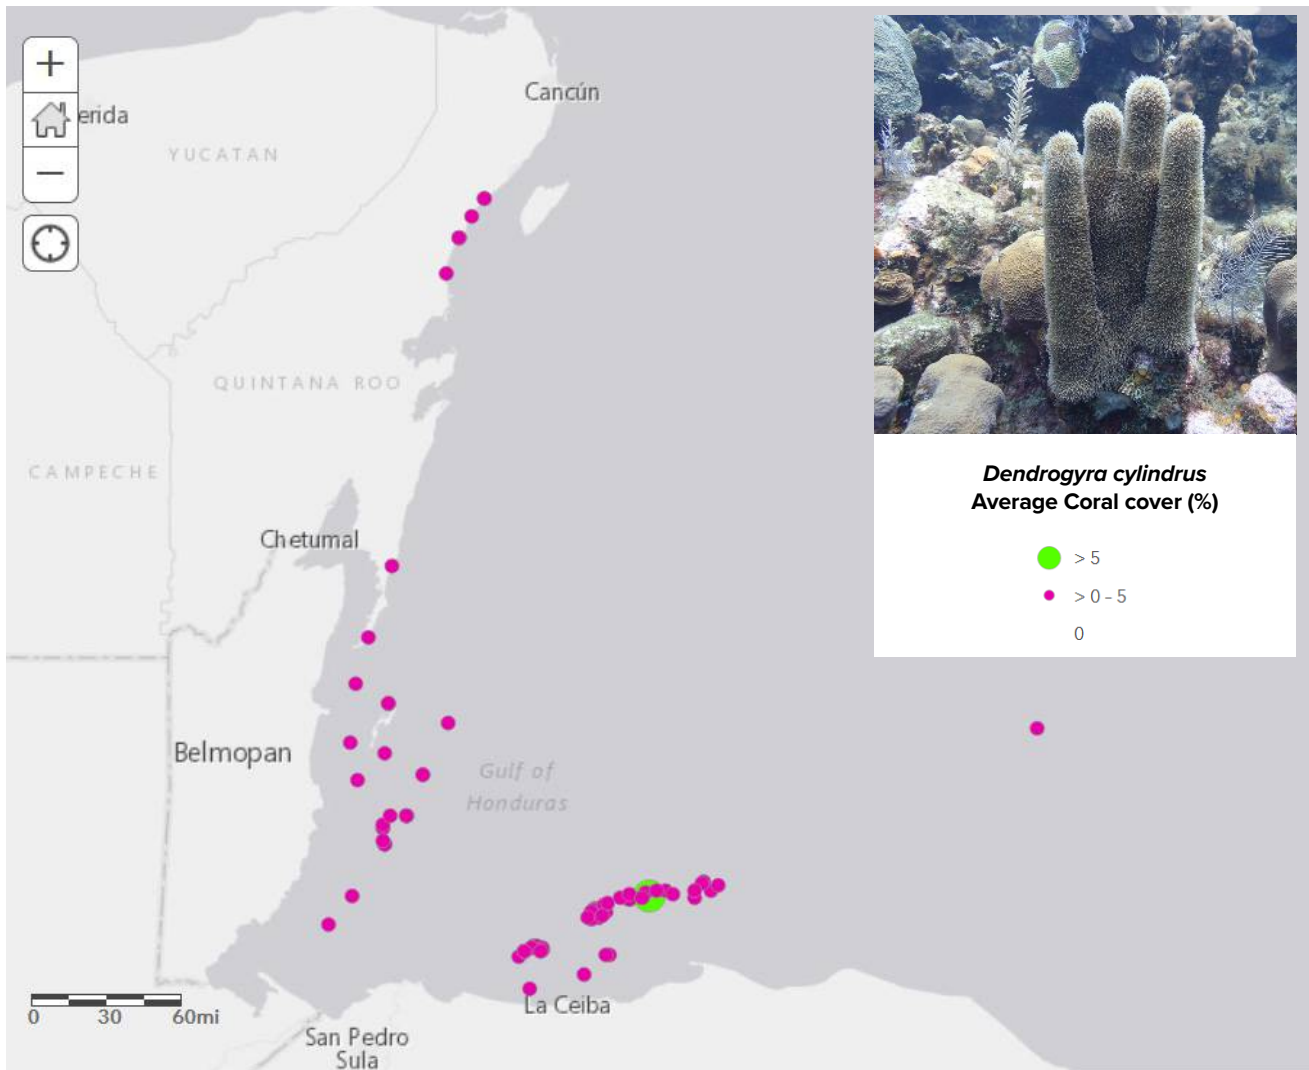 +
erida
−
Cancún
YUCATAN
QUINTANA ROO
CAMPECHE
Chetumal
Belmopan
Gulf of
Honduras
La Ceiba
San Pedro
Sula
0 30 60mi
Dendrogyra cylindrus
Average Coral cover (%)
> 5
> 0 - 5
0